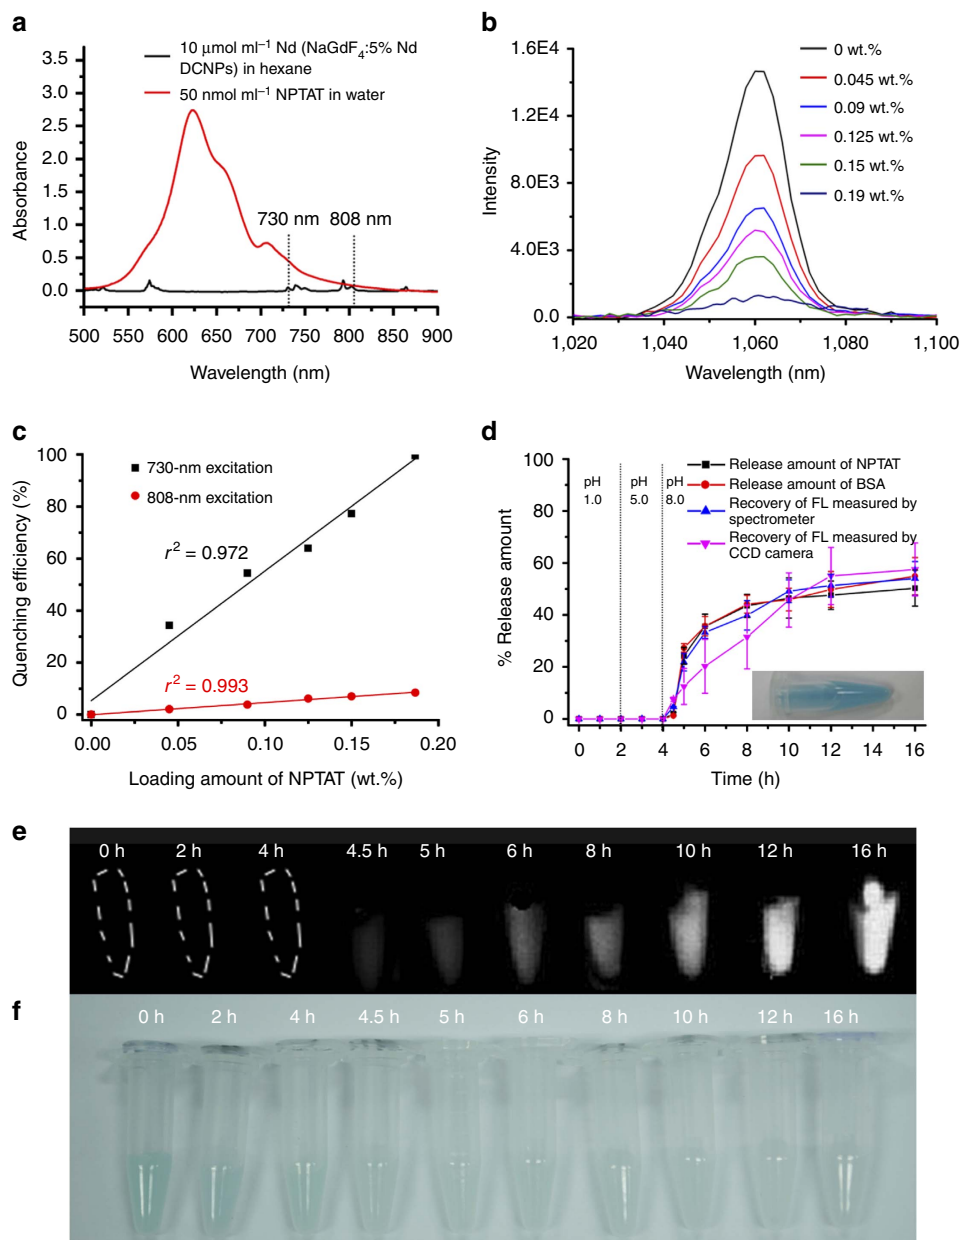 a
10 μmol ml⁻¹ Nd (NaGdF₄:5% Nd
DCNPs) in hexane
50 nmol ml⁻¹ NPTAT in water
3.5
3.0
2.5
2.0
1.5
1.0
0.5
0.0
Absorbance
730 nm
808 nm
500 550 600 650 700 750 800 850 900
Wavelength (nm)
b
1.6E4
1.2E4
8.0E3
4.0E3
0.0
Intensity
0 wt.%
0.045 wt.%
0.09 wt.%
0.125 wt.%
0.15 wt.%
0.19 wt.%
1,020 1,040 1,060 1,080 1,100
Wavelength (nm)
c
100
80
60
40
20
0
Quenching efficiency (%)
730-nm excitation
808-nm excitation
r² = 0.972
r² = 0.993
0.00 0.05 0.10 0.15 0.20
Loading amount of NPTAT (wt.%)
d
100
80
60
40
20
0
% Release amount
pH
1.0
pH
5.0
pH
8.0
Release amount of NPTAT
Release amount of BSA
Recovery of FL measured by
spectrometer
Recovery of FL measured by
CCD camera
0 2 4 6 8 10 12 14 16
Time (h)
e
0 h 2 h 4 h 4.5 h 5 h 6 h 8 h 10 h 12 h 16 h
f
0 h 2 h 4 h 4.5 h 5 h 6 h 8 h 10 h 12 h 16 h